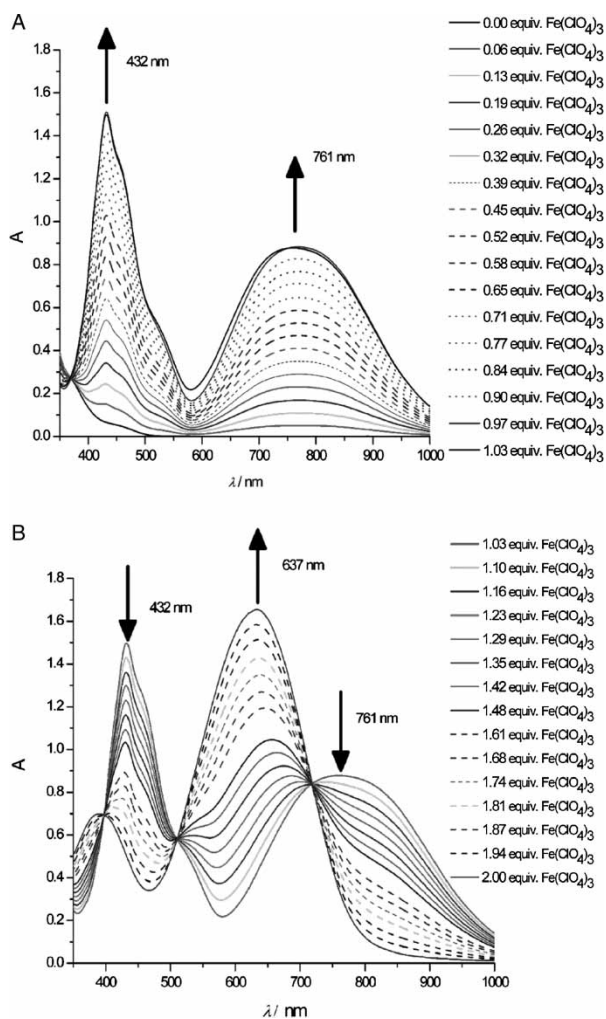 A
432 nm
761 nm
1.8
1.6
1.4
1.2
1.0
0.8
0.6
0.4
0.2
0.0
A
400
500
600
700
800
900
1000
λ / nm
0.00 equiv. Fe(ClO4)3
0.06 equiv. Fe(ClO4)3
0.13 equiv. Fe(ClO4)3
0.19 equiv. Fe(ClO4)3
0.26 equiv. Fe(ClO4)3
0.32 equiv. Fe(ClO4)3
0.39 equiv. Fe(ClO4)3
0.45 equiv. Fe(ClO4)3
0.52 equiv. Fe(ClO4)3
0.58 equiv. Fe(ClO4)3
0.65 equiv. Fe(ClO4)3
0.71 equiv. Fe(ClO4)3
0.77 equiv. Fe(ClO4)3
0.84 equiv. Fe(ClO4)3
0.90 equiv. Fe(ClO4)3
0.97 equiv. Fe(ClO4)3
1.03 equiv. Fe(ClO4)3
B
432 nm
637 nm
761 nm
1.8
1.6
1.4
1.2
1.0
0.8
0.6
0.4
0.2
0.0
A
400
500
600
700
800
900
1000
λ / nm
1.03 equiv. Fe(ClO4)3
1.10 equiv. Fe(ClO4)3
1.16 equiv. Fe(ClO4)3
1.23 equiv. Fe(ClO4)3
1.29 equiv. Fe(ClO4)3
1.35 equiv. Fe(ClO4)3
1.42 equiv. Fe(ClO4)3
1.48 equiv. Fe(ClO4)3
1.61 equiv. Fe(ClO4)3
1.68 equiv. Fe(ClO4)3
1.74 equiv. Fe(ClO4)3
1.81 equiv. Fe(ClO4)3
1.87 equiv. Fe(ClO4)3
1.94 equiv. Fe(ClO4)3
2.00 equiv. Fe(ClO4)3